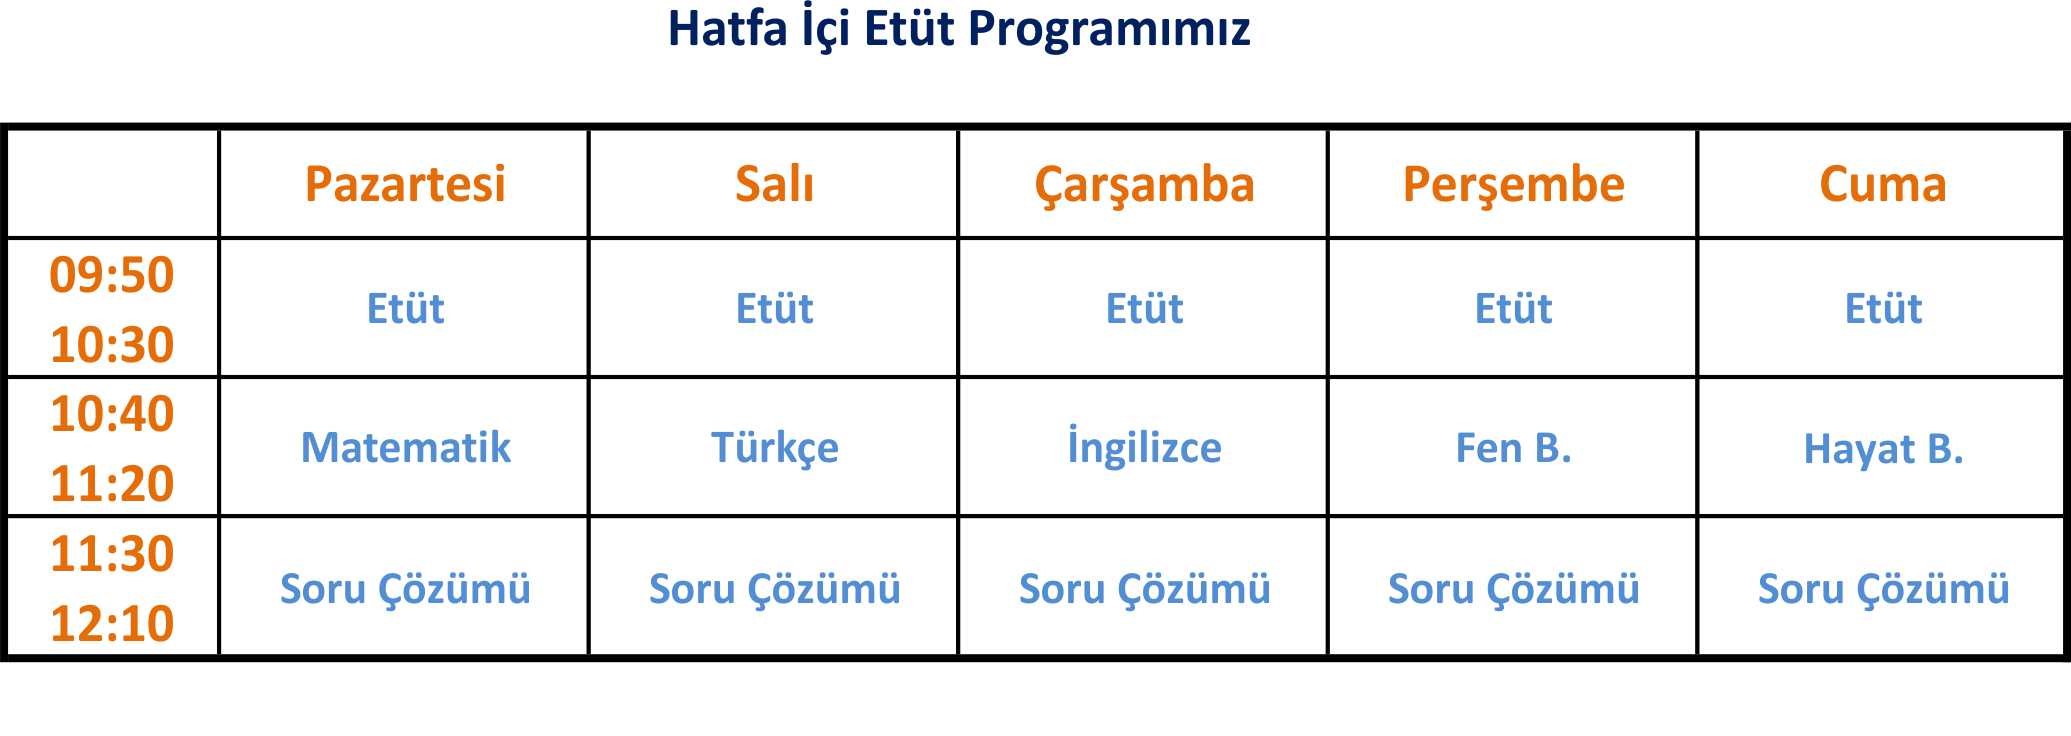 Hatfa İçi Etüt Programımız
Pazartesi Salı Çarşamba Perşembe Cuma
09:50
10:30
Etüt Etüt Etüt Etüt Etüt
10:40
11:20
Matematik Türkçe İngilizce Fen B. Hayat B.
11:30
12:10
Soru Çözümü Soru Çözümü Soru Çözümü Soru Çözümü Soru Çözümü